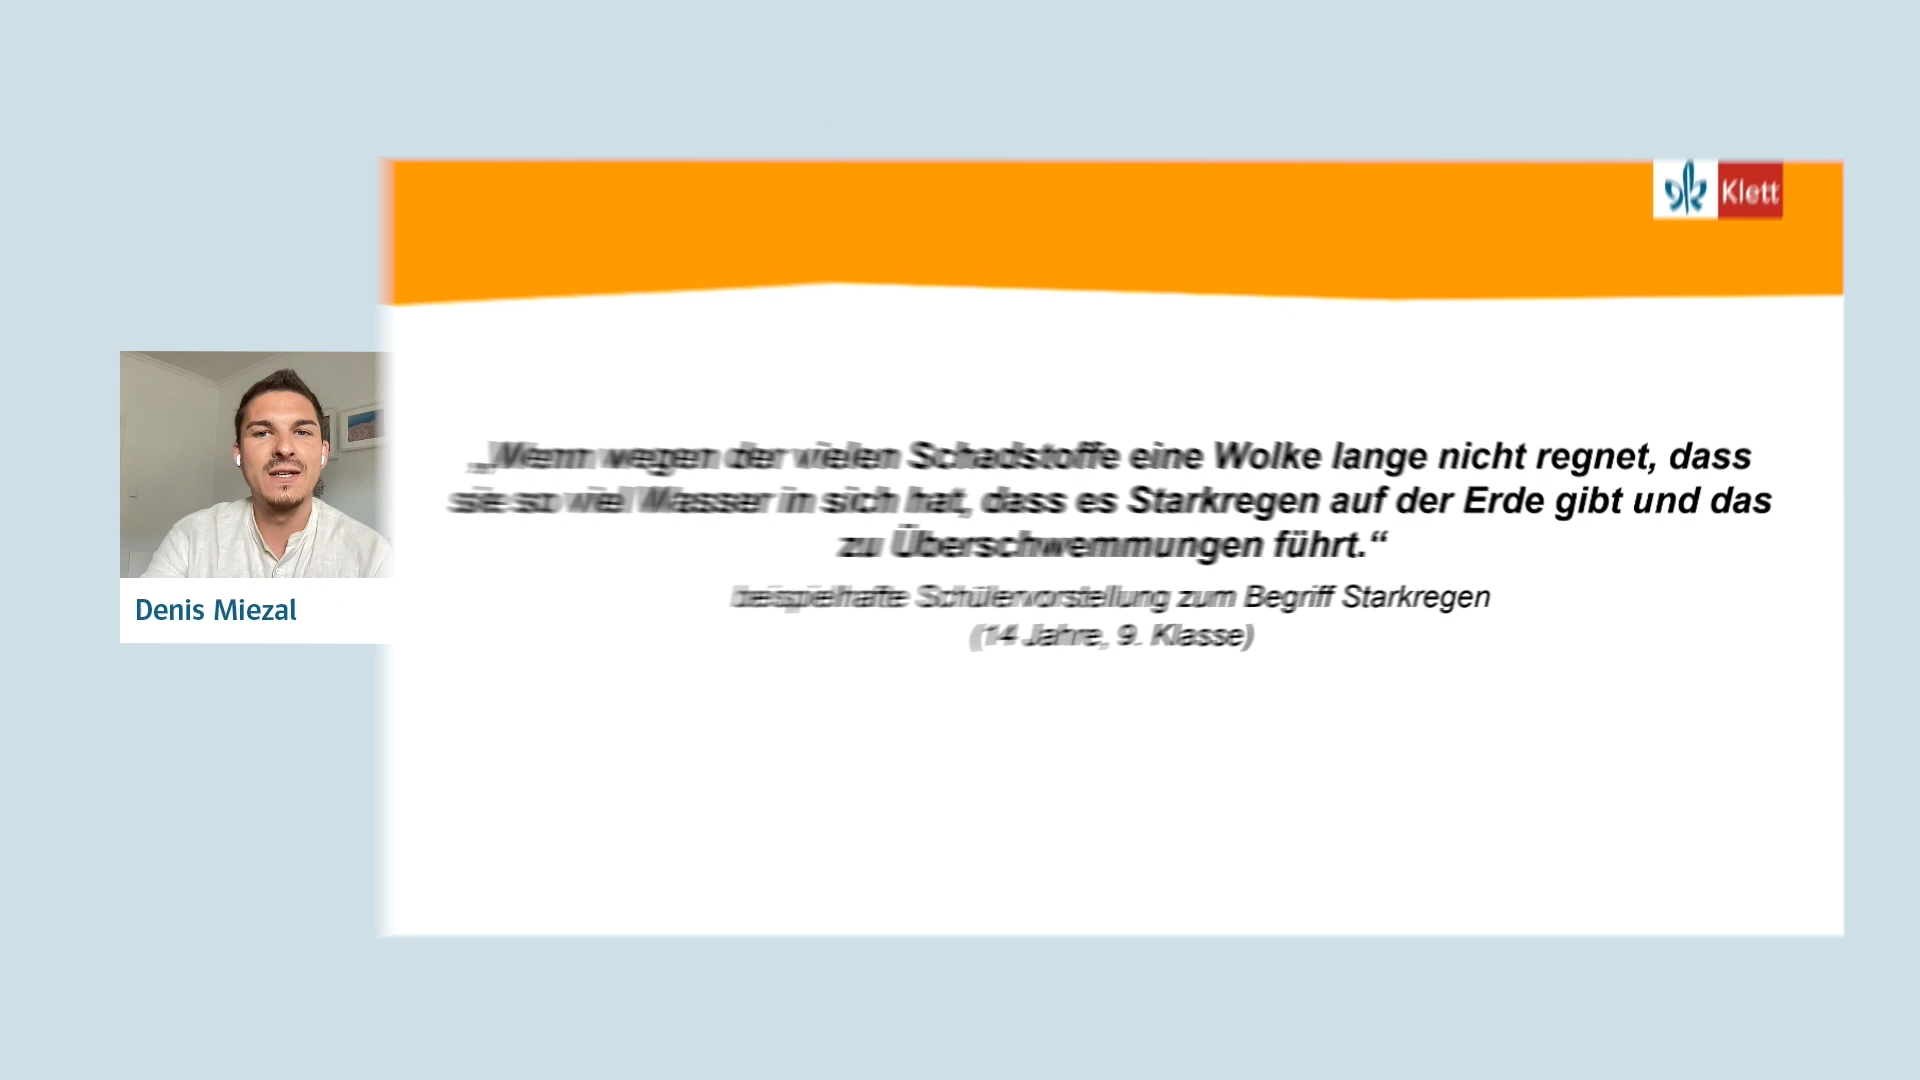 Klett
„Wenn wegen der vielen Schadstoffe eine Wolke lange nicht regnet, dass
sie so viel Wasser in sich hat, dass es Starkregen auf der Erde gibt und das
zu Überschwemmungen führt.“
beispielhafte Schülervorstellung zum Begriff Starkregen
(14 Jahre, 9. Klasse)
Denis Miezal